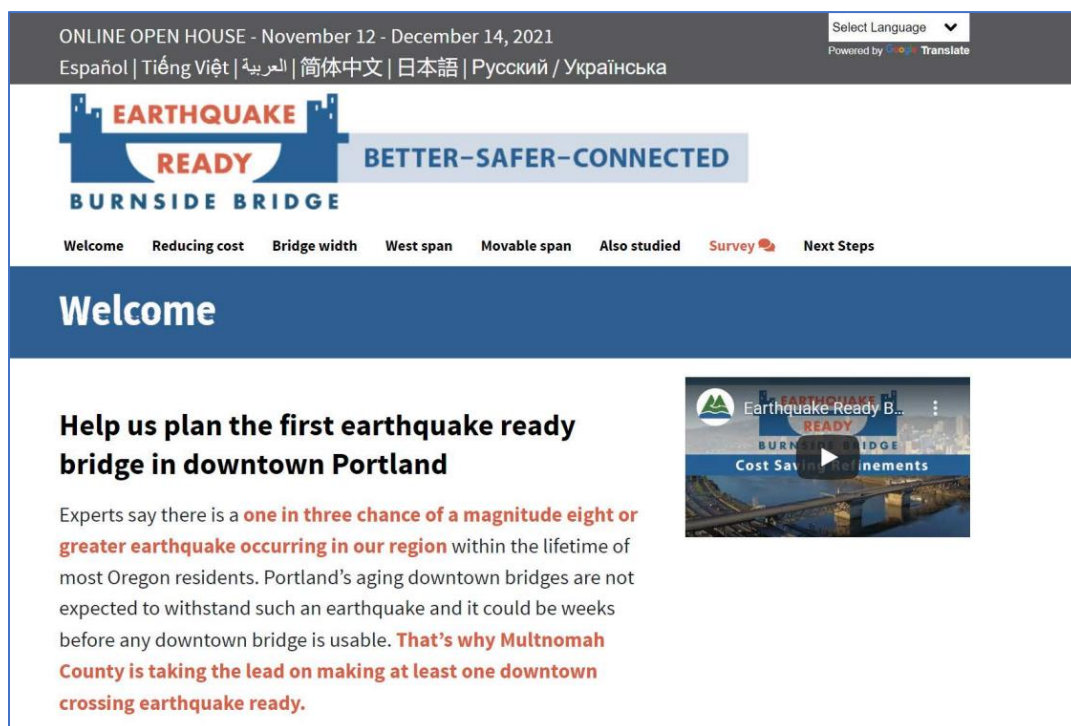 ONLINE OPEN HOUSE - November 12 - December 14, 2021
Español | Tiếng Việt | العربية | 简体中文 | 日本語 | Русский / Українська
Select Language
Powered by Google Translate
EARTHQUAKE
READY
BURNSIDE BRIDGE
BETTER-SAFER-CONNECTED
Welcome Reducing cost Bridge width West span Movable span Also studied Survey Next Steps
Welcome
Help us plan the first earthquake ready
bridge in downtown Portland
Experts say there is a one in three chance of a magnitude eight or
greater earthquake occurring in our region within the lifetime of
most Oregon residents. Portland's aging downtown bridges are not
expected to withstand such an earthquake and it could be weeks
before any downtown bridge is usable. That's why Multnomah
County is taking the lead on making at least one downtown
crossing earthquake ready.
Earthquake Ready B...
EARTHQUAKE
READY
BURNSIDE BRIDGE
Cost Saving Refinements